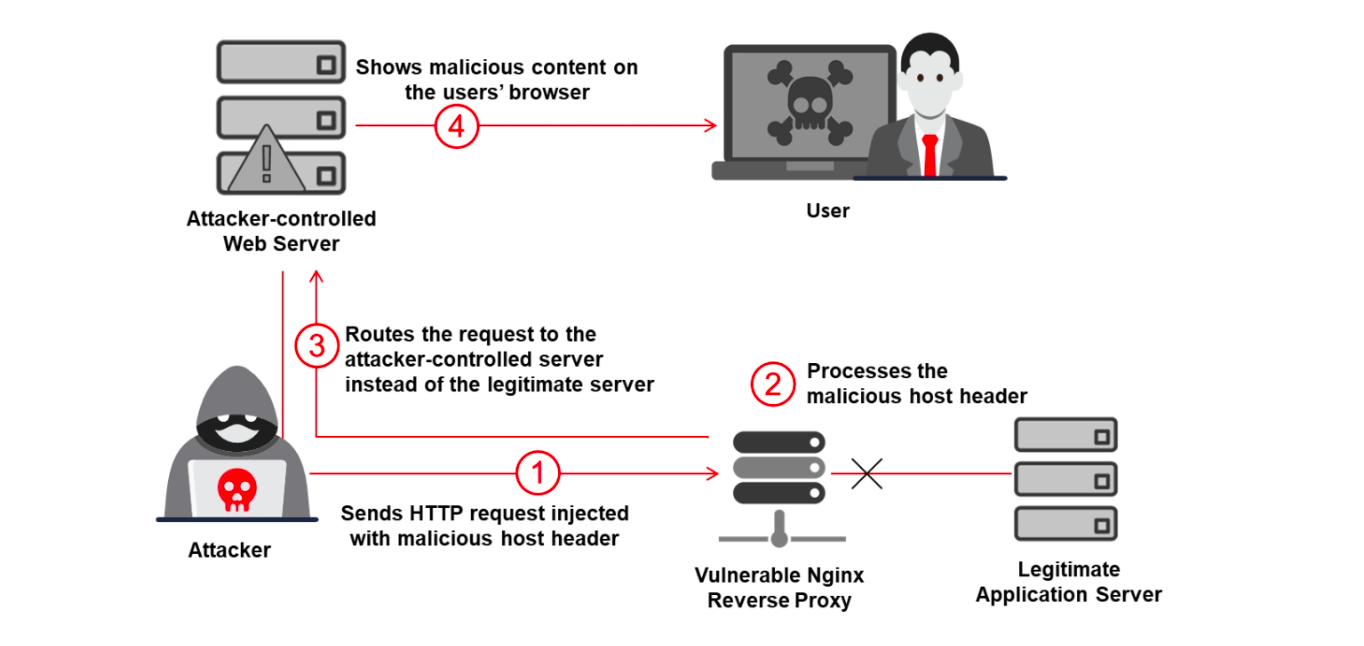 Shows malicious content on
the users’ browser
4
Attacker-controlled
Web Server
User
3
Routes the request to the
attacker-controlled server
instead of the legitimate server
2
Processes the
malicious host header
1
Sends HTTP request injected
with malicious host header
Attacker
Vulnerable Nginx
Reverse Proxy
Legitimate
Application Server